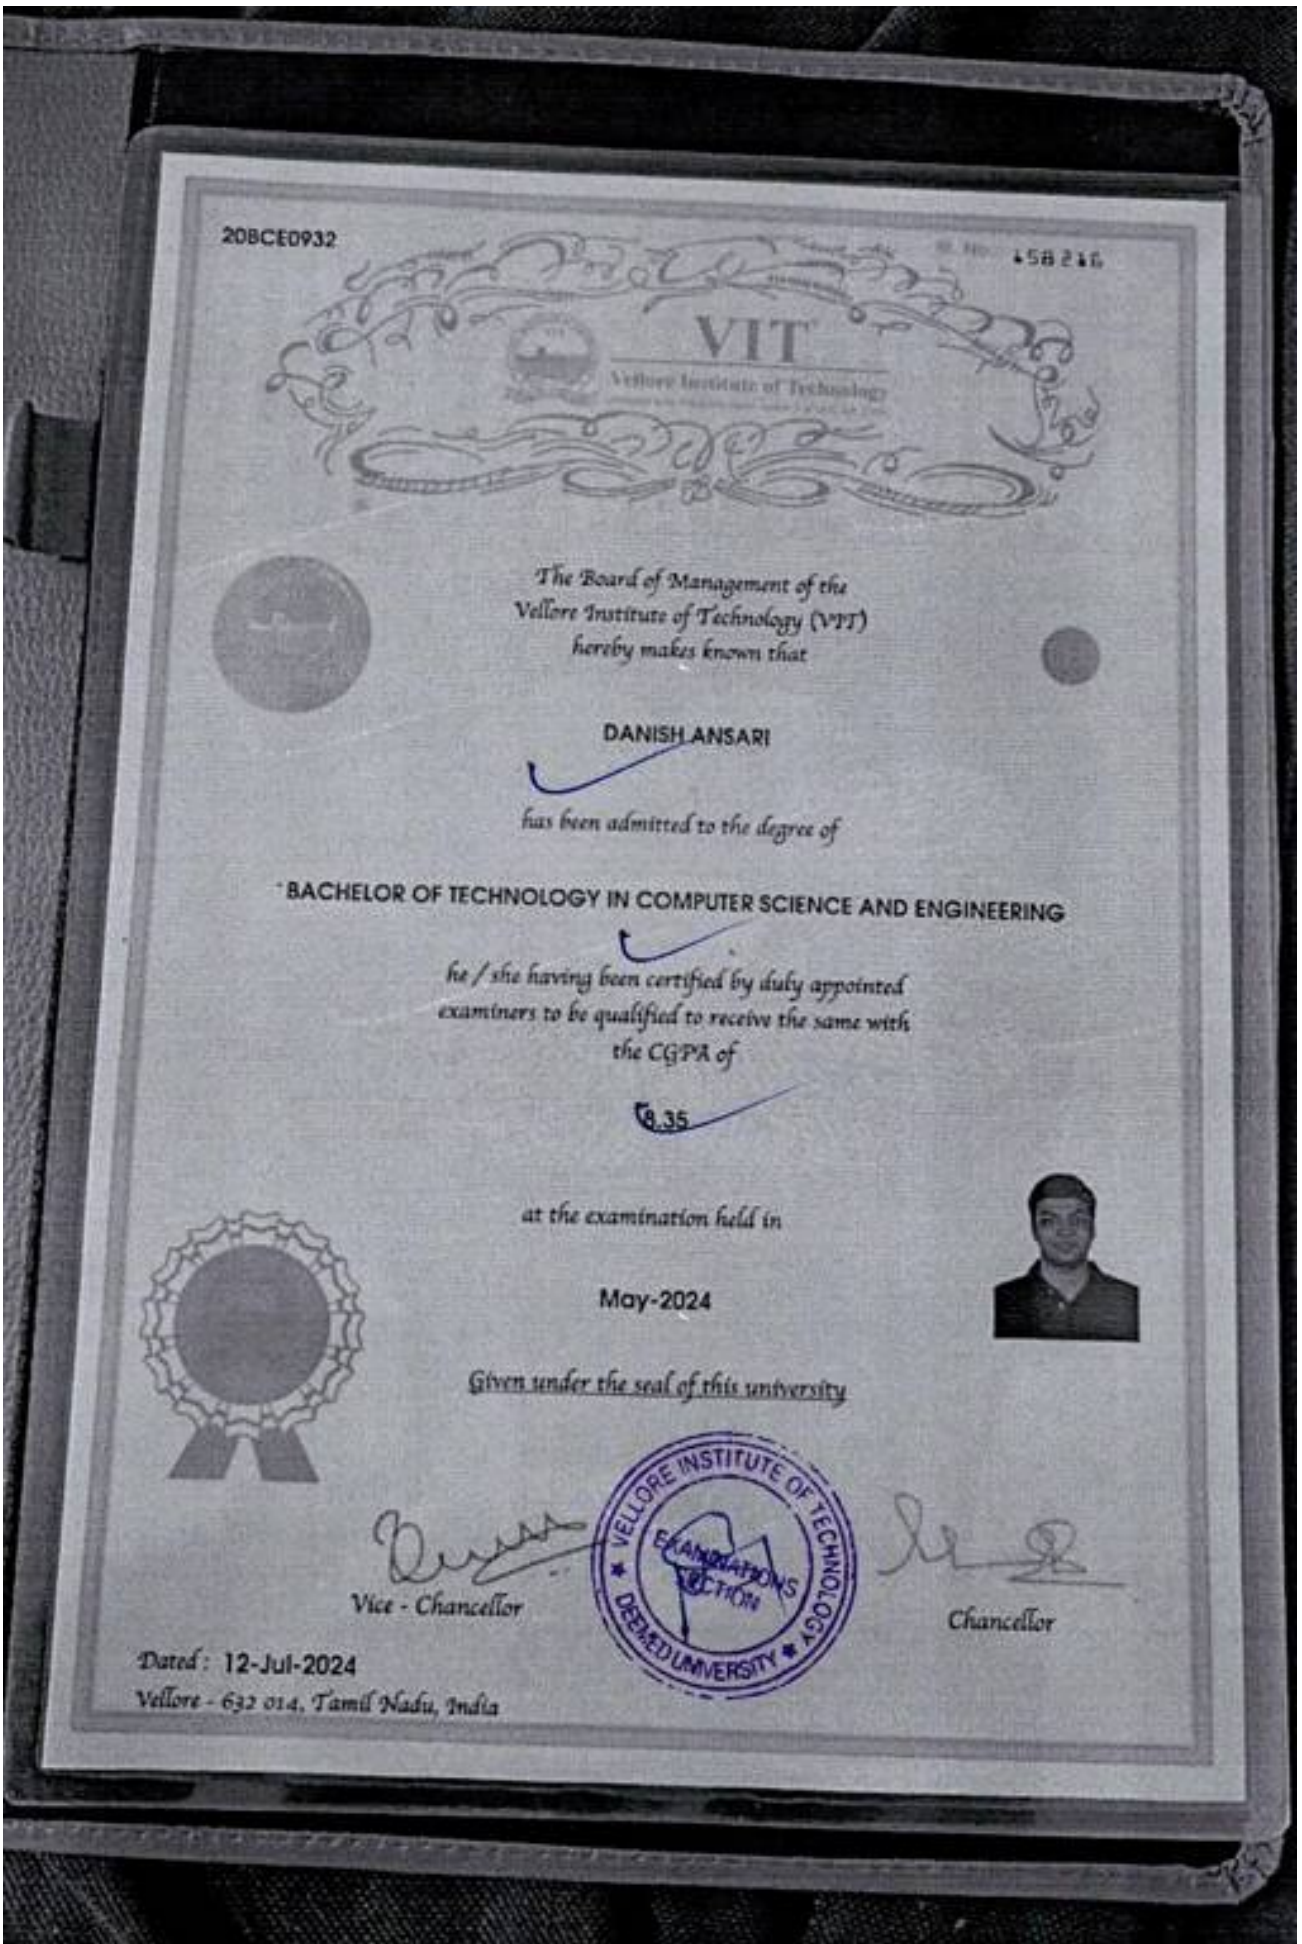 20BCE0932
Sl. No. 158216
VIT
Vellore Institute of Technology
The Board of Management of the
Vellore Institute of Technology (VIT)
hereby makes known that
DANISH ANSARI
has been admitted to the degree of
BACHELOR OF TECHNOLOGY IN COMPUTER SCIENCE AND ENGINEERING
he / she having been certified by duly appointed
examiners to be qualified to receive the same with
the CGPA of
8.35
at the examination held in
May-2024
Given under the seal of this university
VELLORE INSTITUTE OF TECHNOLOGY
EXAMINATIONS
SECTION
DEEMED UNIVERSITY
Vice - Chancellor
Chancellor
Dated : 12-Jul-2024
Vellore - 632 014, Tamil Nadu, India